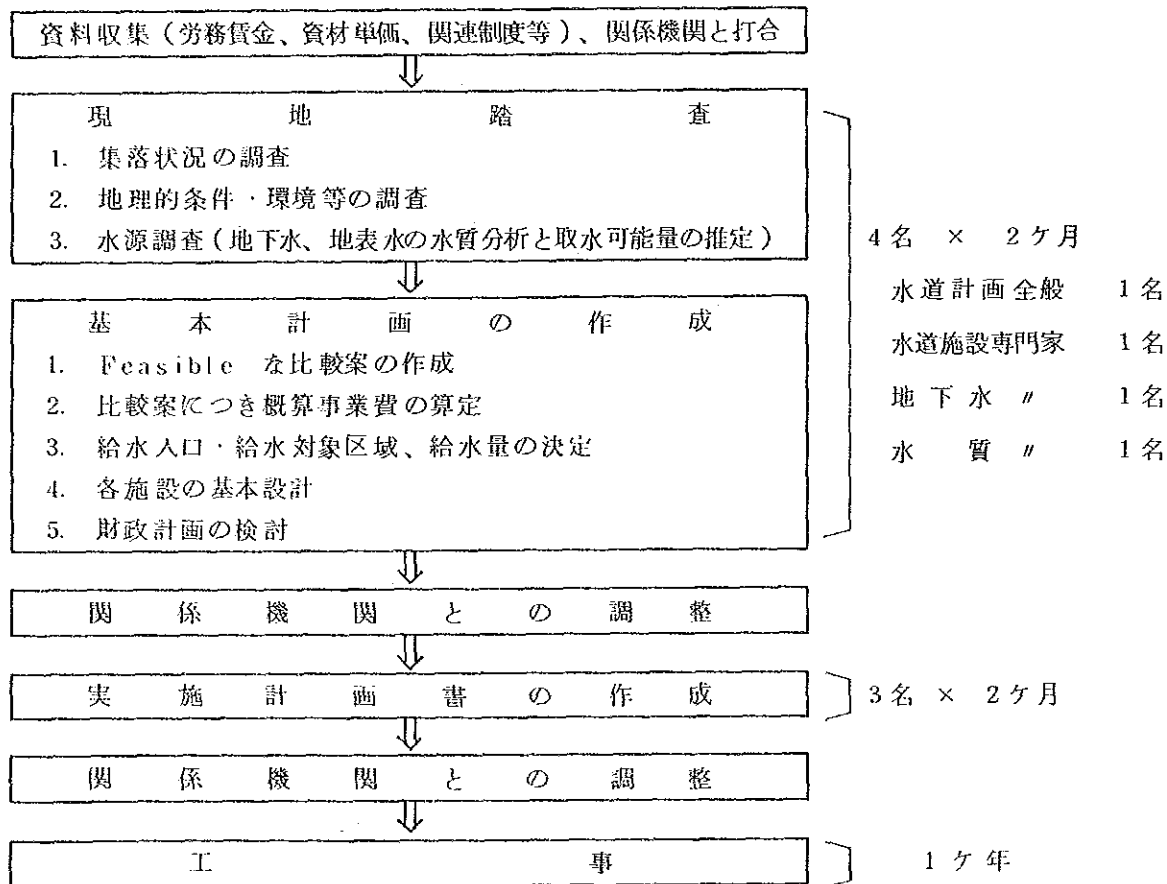 資料収集(労務賃金、資材単価、関連制度等)、関係機関と打合
現地踏査
1. 集落状況の調査
2. 地理的条件・環境等の調査
3. 水源調査(地下水、地表水の水質分析と取水可能量の推定)
基本計画の作成
1. Feasible な比較案の作成
2. 比較案につき概算事業費の算定
3. 給水人口・給水対象区域、給水量の決定
4. 各施設の基本設計
5. 財政計画の検討
4名 × 2ケ月
水道計画全般 1名
水道施設専門家 1名
地下水 〃 1名
水質 〃 1名
関係機関との調整
実施計画書の作成
3名 × 2ケ月
関係機関との調整
工事
1ケ年